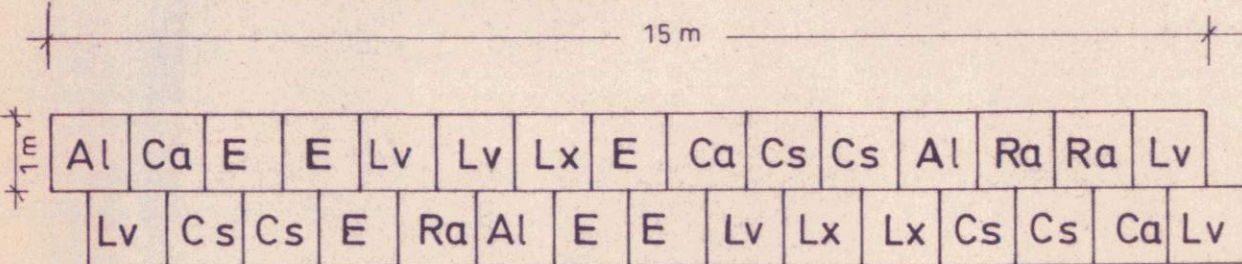 15 m
1m
Al Ca E E Lv Lv Lx E Ca Cs Cs Al Ra Ra Lv
Lv Cs Cs E Ra Al E E Lv Lx Lx Cs Cs Ca Lv